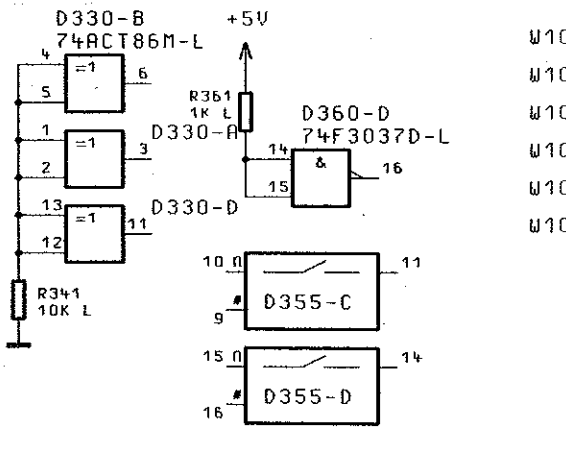 D330-B
74ACT86M-L
+5V
4
=1
6
5
R361
1K L
D360-D
74F3037D-L
1
=1
D330-A
3
2
14
&
16
15
13
=1
D330-D
11
12
R341
10K L
10
11
#
D355-C
9
15
14
#
D355-D
16
W10
W10
W10
W10
W10
W10